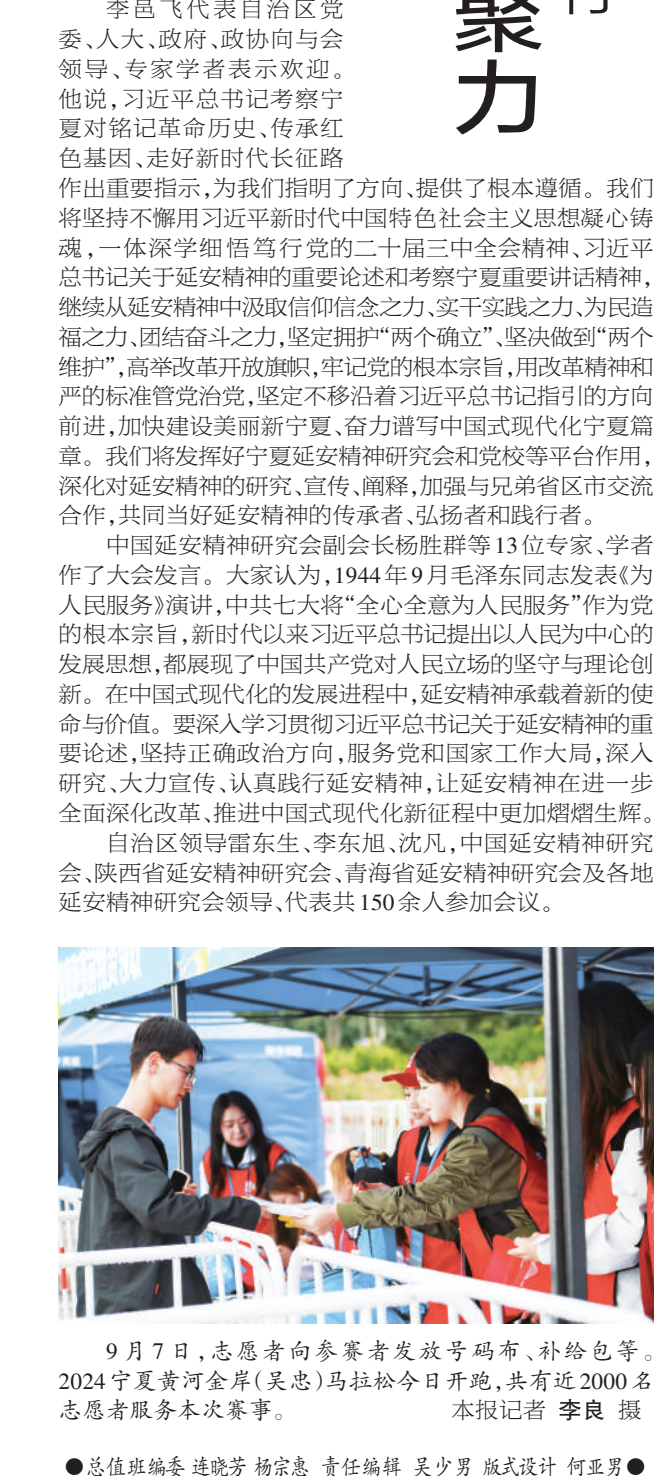 李邑飞代表自治区党
委、人大、政府、政协向与会
领导、专家学者表示欢迎。
他说,习近平总书记考察宁
夏对铭记革命历史、传承红
色基因、走好新时代长征路
作出重要指示,为我们指明了方向、提供了根本遵循。我们
将坚持不懈用习近平新时代中国特色社会主义思想凝心铸
魂,一体深学细悟笃行党的二十届三中全会精神、习近平
总书记关于延安精神的重要论述和考察宁夏重要讲话精神,
继续从延安精神中汲取信仰信念之力、实干实践之力、为民造
福之力、团结奋斗之力,坚定拥护“两个确立”、坚决做到“两个
维护”,高举改革开放旗帜,牢记党的根本宗旨,用改革精神和
严的标准管党治党,坚定不移沿着习近平总书记指引的方向
前进,加快建设美丽新宁夏、奋力谱写中国式现代化宁夏篇
章。我们将发挥好宁夏延安精神研究会和党校等平台作用,
深化对延安精神的研究、宣传、阐释,加强与兄弟省区市交流
合作,共同当好延安精神的传承者、弘扬者和践行者。
中国延安精神研究会副会长杨胜群等13位专家、学者
作了大会发言。大家认为,1944年9月毛泽东同志发表《为
人民服务》演讲,中共七大将“全心全意为人民服务”作为党
的根本宗旨,新时代以来习近平总书记提出以人民为中心的
发展思想,都展现了中国共产党对人民立场的坚守与理论创
新。在中国式现代化的发展进程中,延安精神承载着新的使
命与价值。要深入学习贯彻习近平总书记关于延安精神的重
要论述,坚持正确政治方向,服务党和国家工作大局,深入
研究、大力宣传、认真践行延安精神,让延安精神在进一步
全面深化改革、推进中国式现代化新征程中更加熠熠生辉。
自治区领导雷东生、李东旭、沈凡,中国延安精神研究
会、陕西省延安精神研究会、青海省延安精神研究会及各地
延安精神研究会领导、代表共150余人参加会议。
聚力
9月7日,志愿者向参赛者发放号码布、补给包等。
2024宁夏黄河金岸(吴忠)马拉松今日开跑,共有近2000名
志愿者服务本次赛事。 本报记者 李良 摄
●总值班编委 连晓芳 杨宗惠 责任编辑 吴少男 版式设计 何亚男●